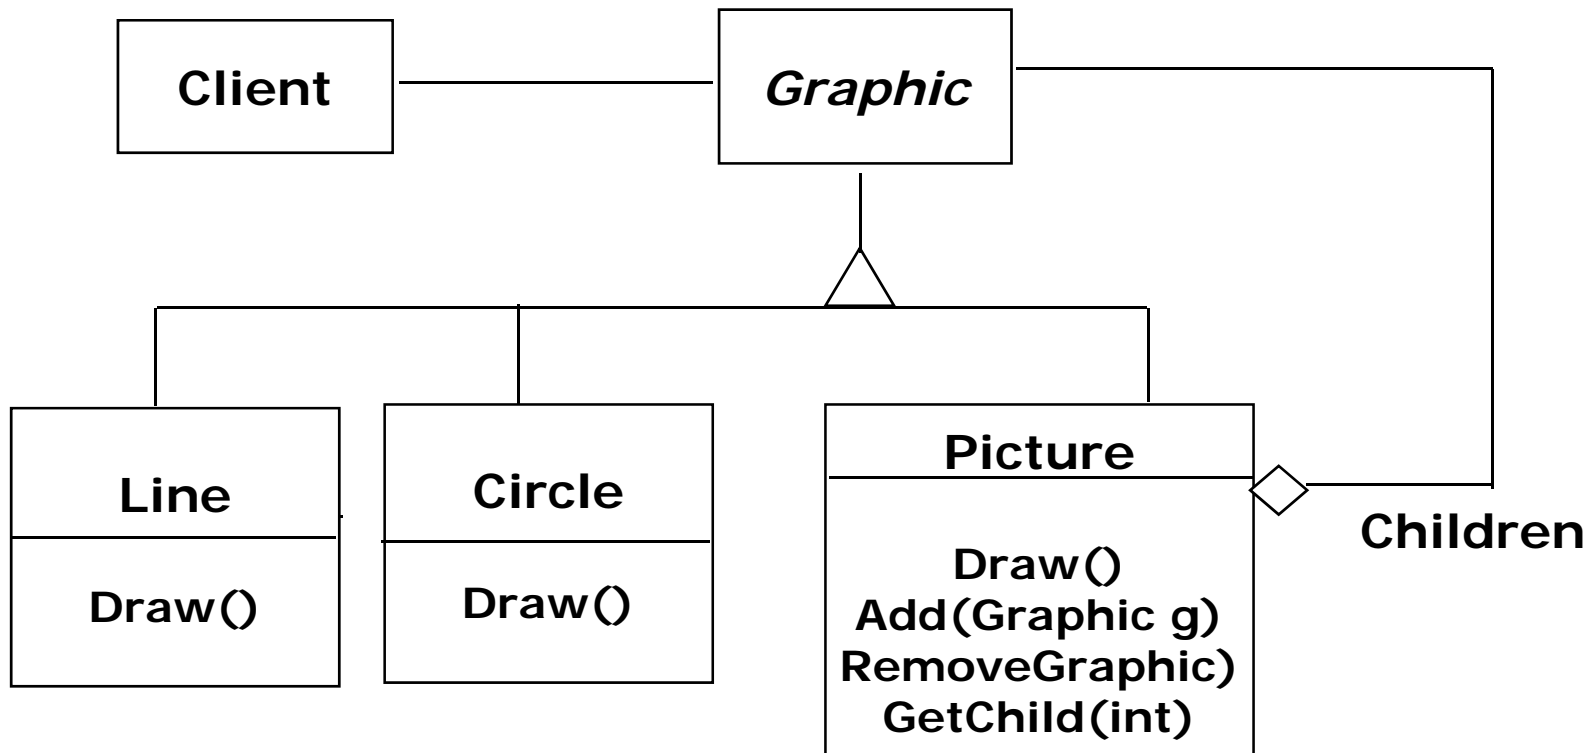 Client
Graphic
Line
Draw()
Circle
Draw()
Picture
Draw()
Add(Graphic g)
RemoveGraphic)
GetChild(int)
Children